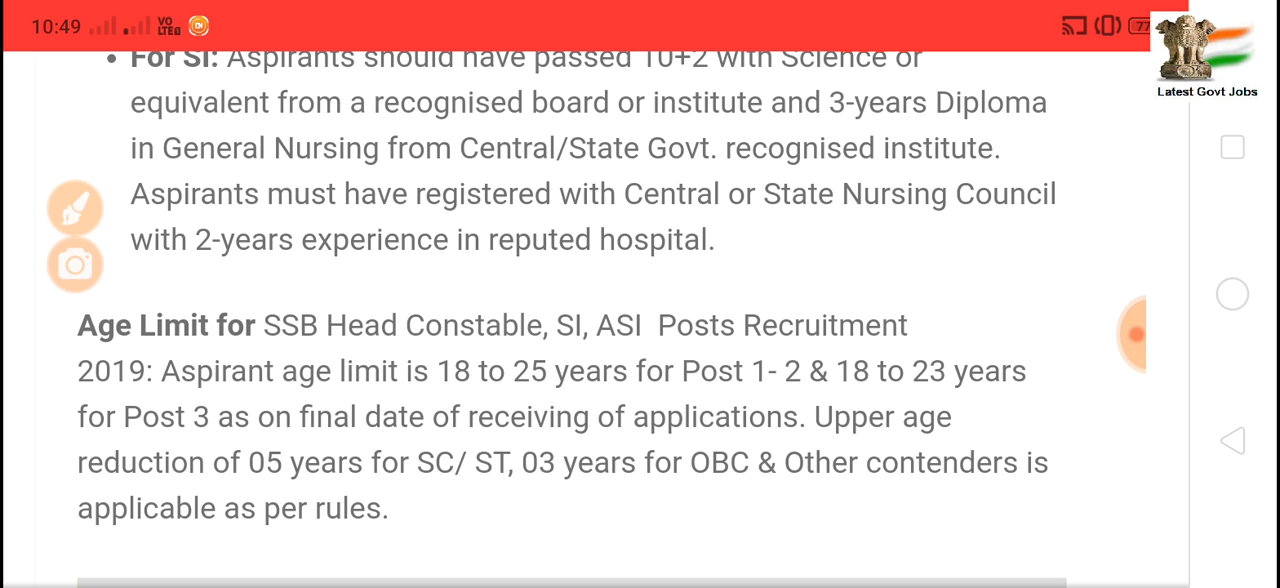 10:49 VO LTE 77
Latest Govt Jobs
• For SI: Aspirants should have passed 10+2 with Science or
equivalent from a recognised board or institute and 3-years Diploma
in General Nursing from Central/State Govt. recognised institute.
Aspirants must have registered with Central or State Nursing Council
with 2-years experience in reputed hospital.
Age Limit for SSB Head Constable, SI, ASI Posts Recruitment
2019: Aspirant age limit is 18 to 25 years for Post 1- 2 & 18 to 23 years
for Post 3 as on final date of receiving of applications. Upper age
reduction of 05 years for SC/ ST, 03 years for OBC & Other contenders is
applicable as per rules.